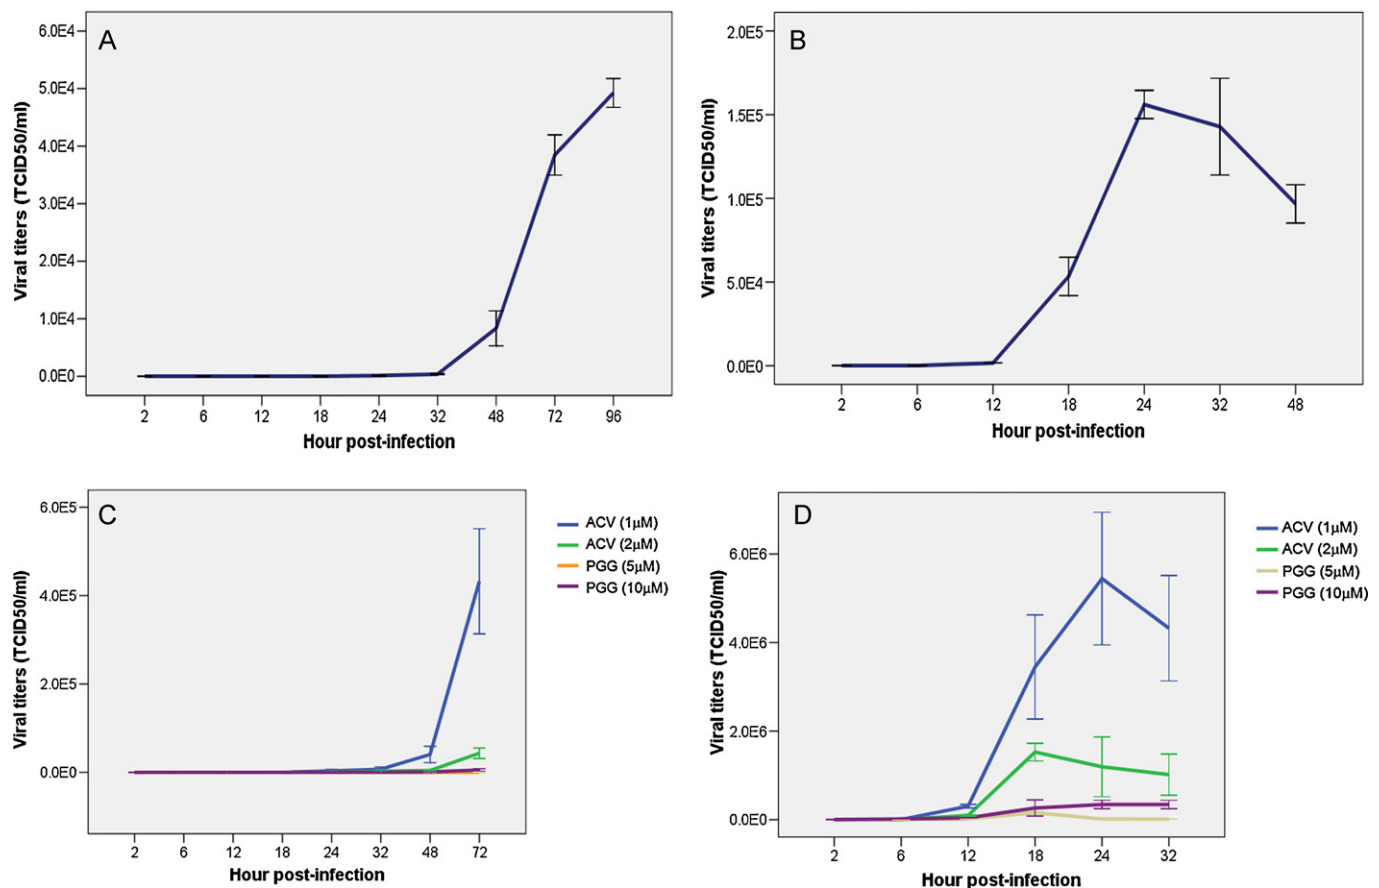 A
6.0E4
5.0E4
4.0E4
3.0E4
2.0E4
1.0E4
0.0E0
Viral titers (TCID50/ml)
2 6 12 18 24 32 48 72 96
Hour post-infection
B
2.0E5
1.5E5
1.0E5
5.0E4
0.0E0
Viral titers (TCID50/ml)
2 6 12 18 24 32 48
Hour post-infection
C
6.0E5
4.0E5
2.0E5
0.0E0
Viral titers (TCID50/ml)
2 6 12 18 24 32 48 72
Hour post-infection
ACV (1μM)
ACV (2μM)
PGG (5μM)
PGG (10μM)
D
6.0E6
4.0E6
2.0E6
0.0E0
Viral titers (TCID50/ml)
2 6 12 18 24 32
Hour post-infection
ACV (1μM)
ACV (2μM)
PGG (5μM)
PGG (10μM)